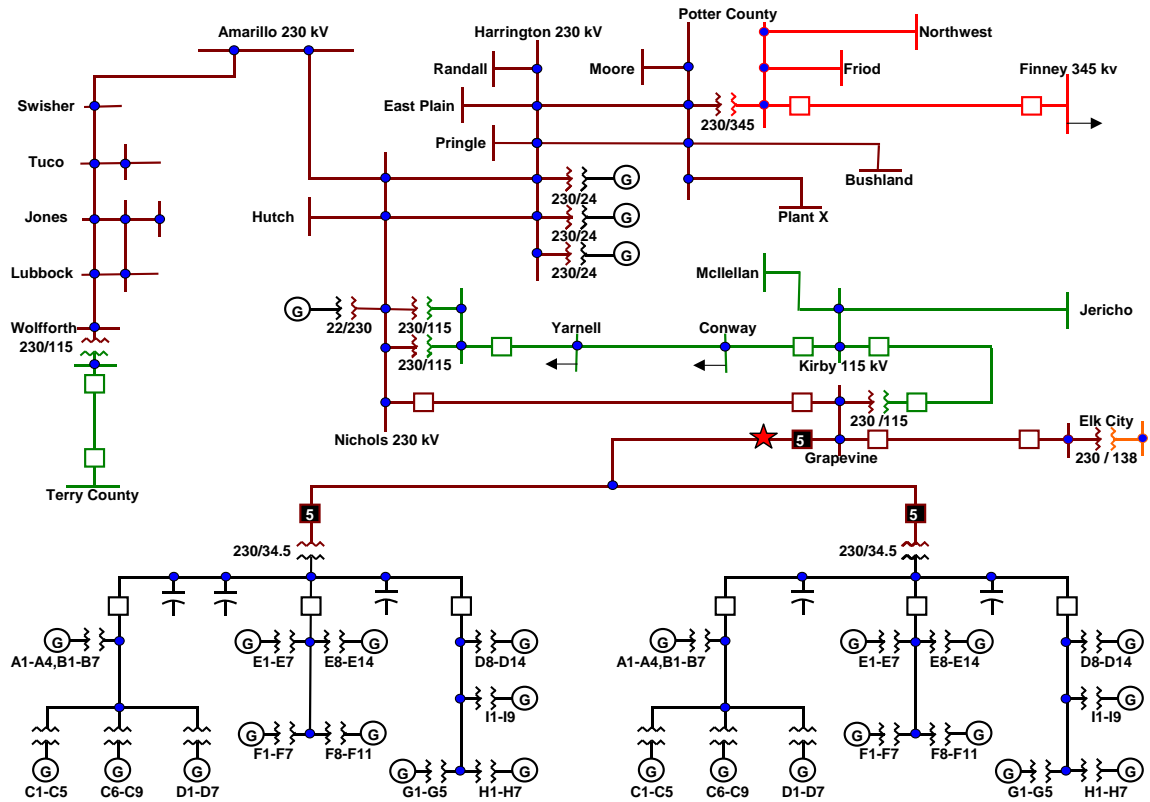 Potter County
Amarillo 230 kV
Harrington 230 kV
Northwest
Randall
Moore
Friod
Finney 345 kv
Swisher
East Plain
230/345
Pringle
Tuco
Bushland
G
230/24
Jones
Hutch
G
Plant X
230/24
G
230/24
Lubbock
McIlellan
G
Jericho
22/230
230/115
Wolfforth
230/115
Yarnell
Conway
230/115
Kirby 115 kV
230 /115
Elk City
Nichols 230 kV
5
Grapevine
230 / 138
Terry County
5
5
230/34.5
230/34.5
G
G
G
G
G
G
G
G
A1-A4,B1-B7
E1-E7
E8-E14
D8-D14
A1-A4,B1-B7
E1-E7
E8-E14
D8-D14
G
G
I1-I9
I1-I9
G
G
G
G
F1-F7
F8-F11
F1-F7
F8-F11
G
G
G
G
G
G
G
G
G
G
C1-C5
C6-C9
D1-D7
G1-G5
H1-H7
C1-C5
C6-C9
D1-D7
G1-G5
H1-H7